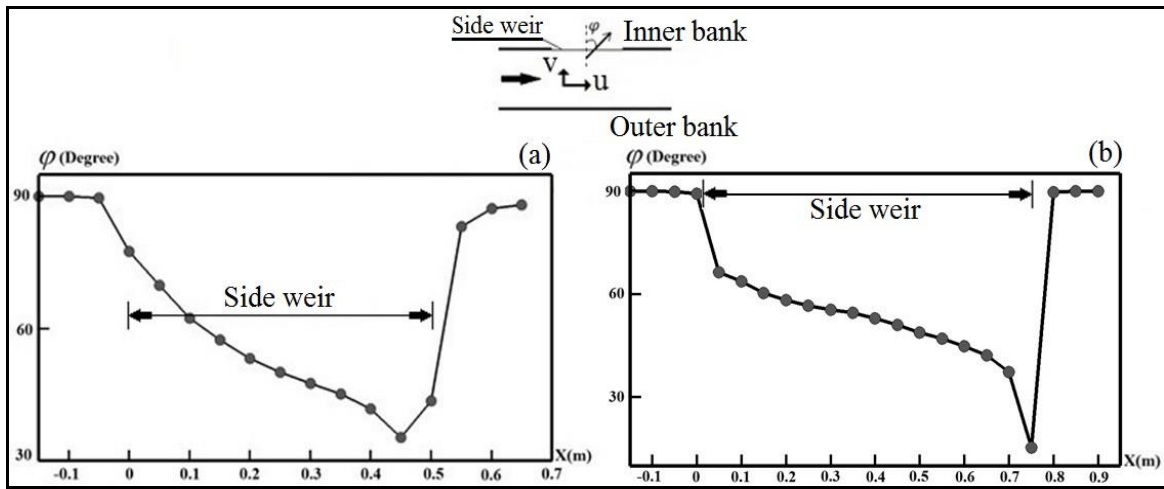 Side weir
φ
Inner bank
V
u
Outer bank
φ (Degree)
(a)
90
60
30
Side weir
-0.1 0 0.1 0.2 0.3 0.4 0.5 0.6 0.7
X(m)
φ (Degree)
(b)
90
60
30
Side weir
-0.1 0 0.1 0.2 0.3 0.4 0.5 0.6 0.7 0.8 0.9
X(m)